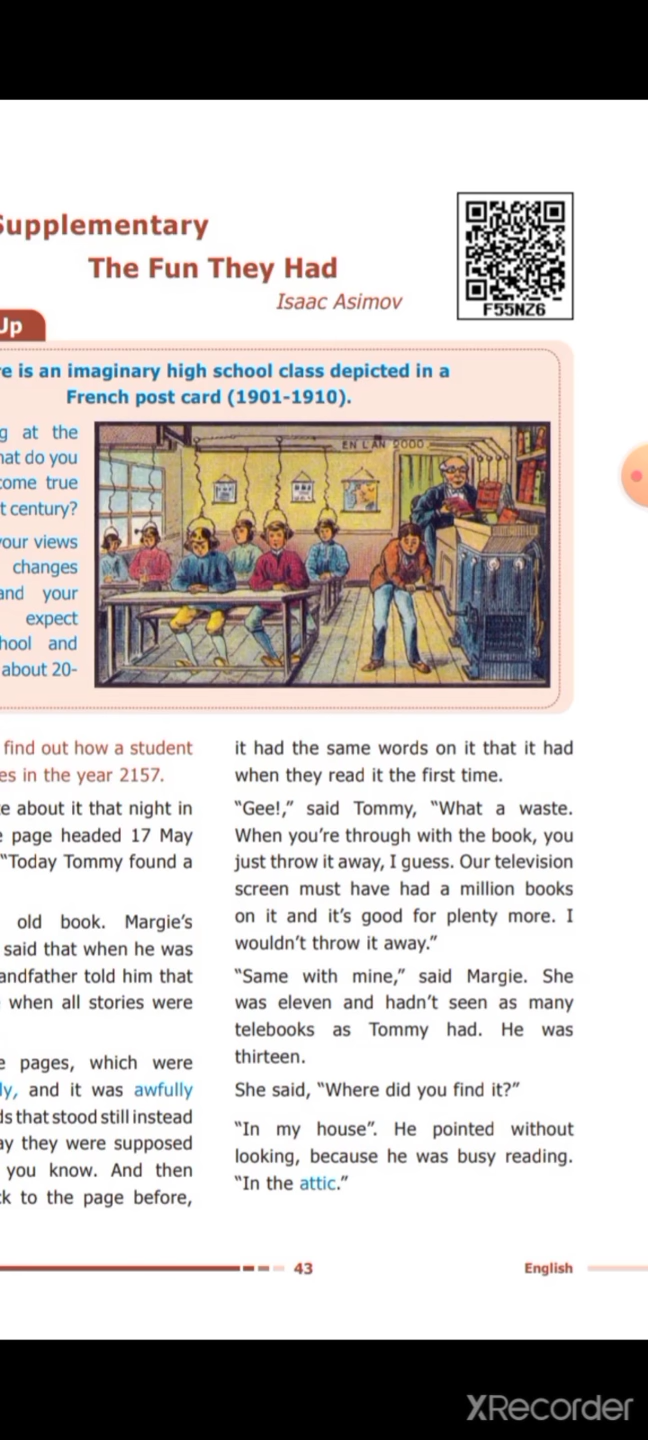 Supplementary
The Fun They Had
Isaac Asimov
F55NZ6
Up
e is an imaginary high school class depicted in a
French post card (1901-1910).
g at the
hat do you
come true
t century?
your views
changes
and your
expect
hool and
about 20-
EN L'AN 2000
find out how a student
es in the year 2157.
e about it that night in
e page headed 17 May
“Today Tommy found a
old book. Margie’s
said that when he was
andfather told him that
when all stories were
e pages, which were
ly, and it was awfully
ds that stood still instead
ay they were supposed
you know. And then
ck to the page before,
it had the same words on it that it had
when they read it the first time.
“Gee!,” said Tommy, “What a waste.
When you’re through with the book, you
just throw it away, I guess. Our television
screen must have had a million books
on it and it’s good for plenty more. I
wouldn’t throw it away.”
“Same with mine,” said Margie. She
was eleven and hadn’t seen as many
telebooks as Tommy had. He was
thirteen.
She said, “Where did you find it?”
“In my house”. He pointed without
looking, because he was busy reading.
“In the attic.”
43
English
XRecorder